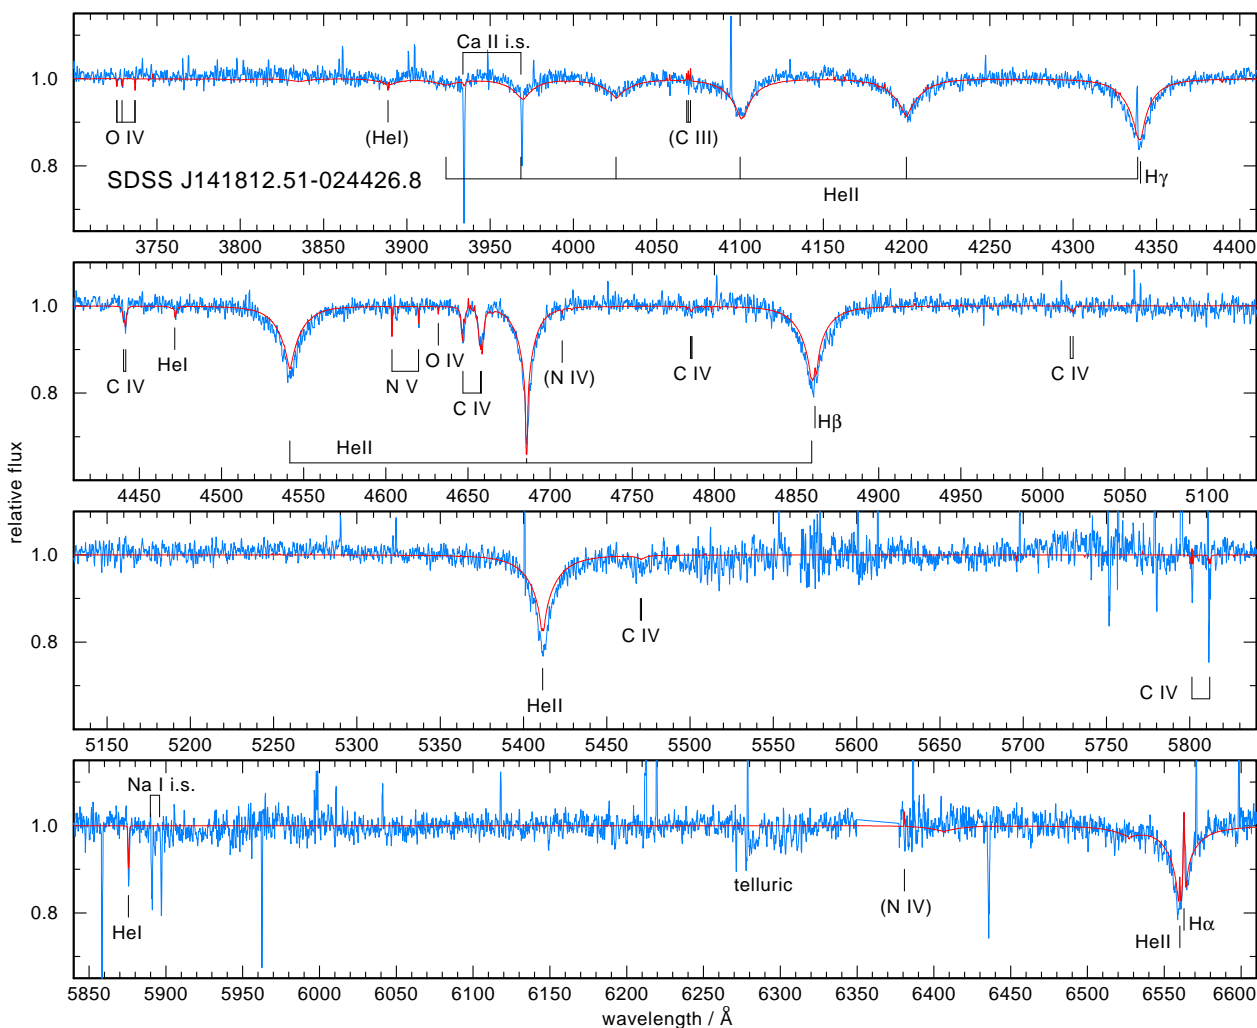 relative flux
1.0
0.8
Ca II i.s.
O IV
(HeI)
(C III)
SDSS J141812.51-024426.8
HeII
Hγ
3750 3800 3850 3900 3950 4000 4050 4100 4150 4200 4250 4300 4350 4400
1.0
0.8
C IV
HeI
N V
O IV
C IV
(N IV)
C IV
Hβ
C IV
HeII
4450 4500 4550 4600 4650 4700 4750 4800 4850 4900 4950 5000 5050 5100
1.0
0.8
C IV
HeII
C IV
5150 5200 5250 5300 5350 5400 5450 5500 5550 5600 5650 5700 5750 5800
Na I i.s.
1.0
0.8
HeI
telluric
(N IV)
HeII
Hα
5850 5900 5950 6000 6050 6100 6150 6200 6250 6300 6350 6400 6450 6500 6550 6600
wavelength / Å